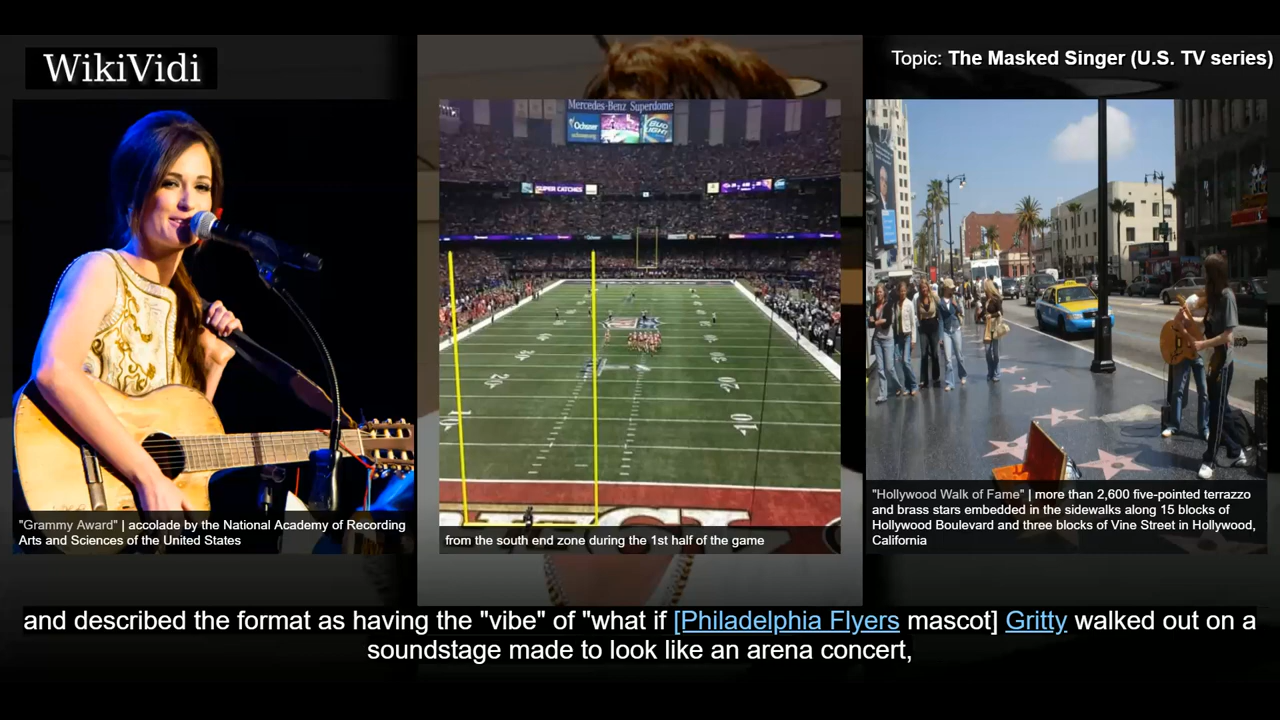 WikiVidi
Topic: The Masked Singer (U.S. TV series)
Mercedes-Benz Superdome
Ochsner
BUD LIGHT
SUPER CATCHES
"Grammy Award" | accolade by the National Academy of Recording
Arts and Sciences of the United States
from the south end zone during the 1st half of the game
"Hollywood Walk of Fame" | more than 2,600 five-pointed terrazzo
and brass stars embedded in the sidewalks along 15 blocks of
Hollywood Boulevard and three blocks of Vine Street in Hollywood,
California
and described the format as having the "vibe" of "what if [Philadelphia Flyers mascot] Gritty walked out on a
soundstage made to look like an arena concert,